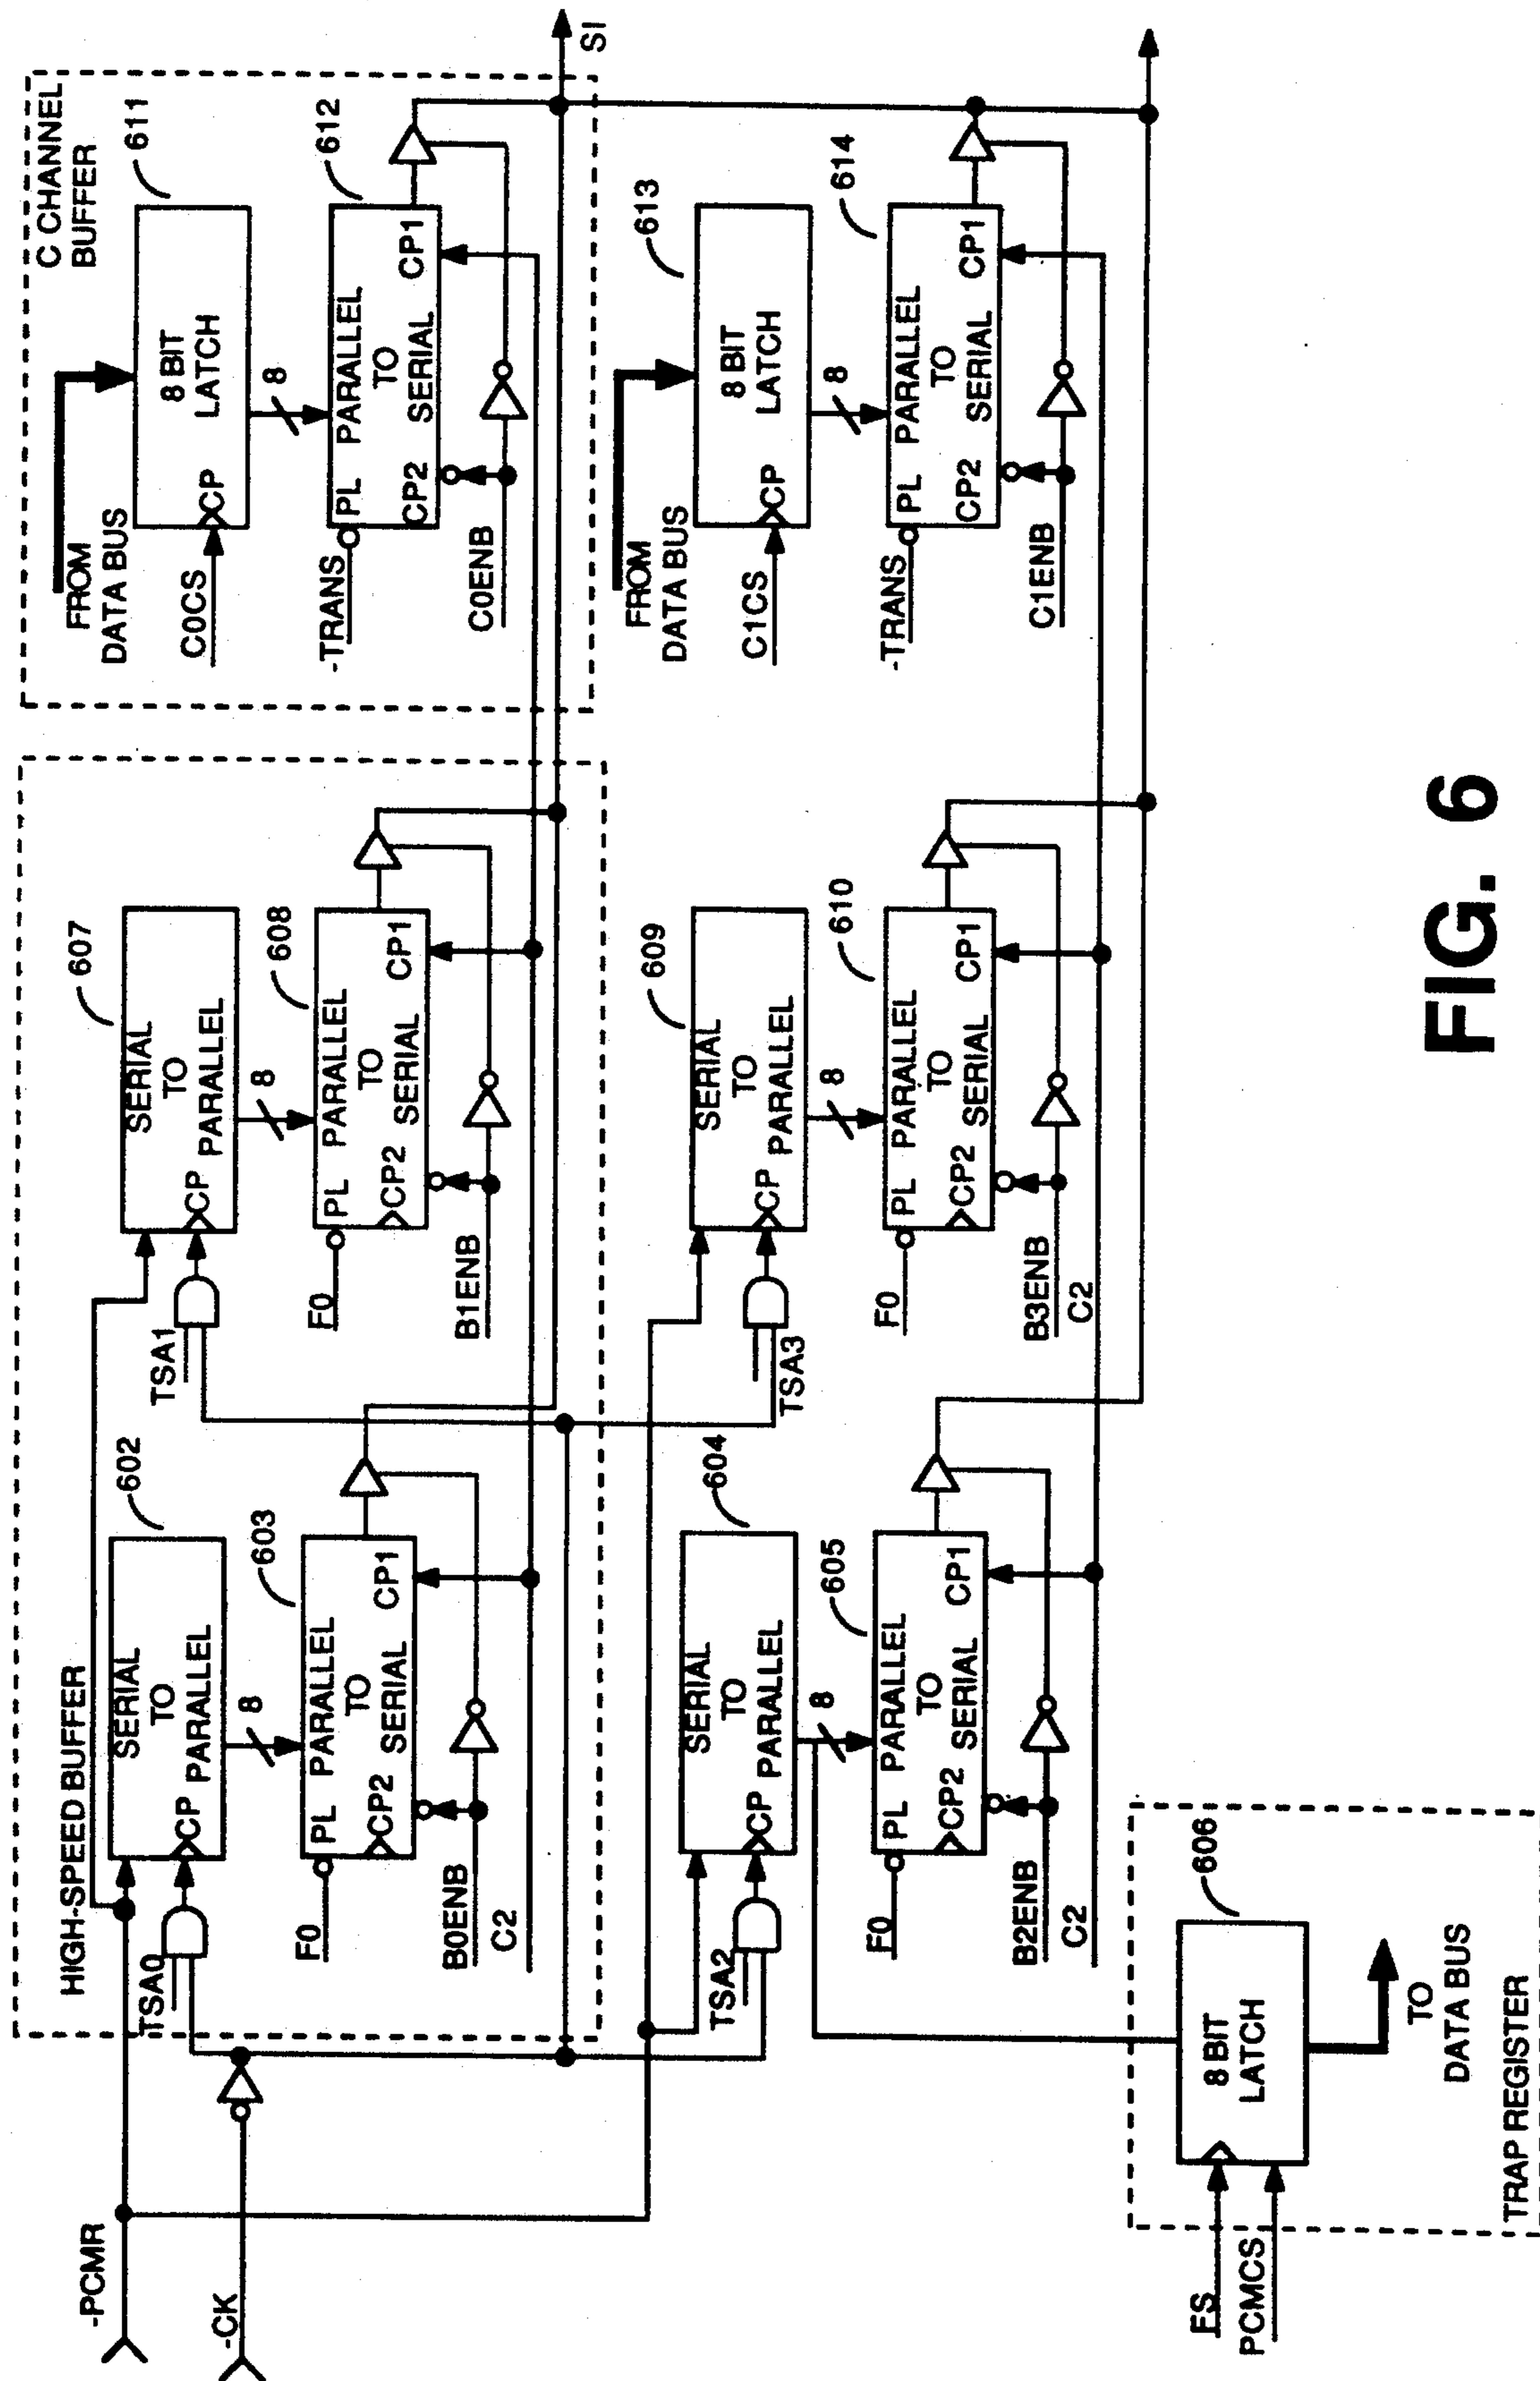 -PCMR
-CK
HIGH-SPEED BUFFER
602
SERIAL
TO
PARALLEL
CP
TSA0
8
603
PL
PARALLEL
TO
SERIAL
CP2
CP1
F0
B0ENB
C2
607
SERIAL
TO
PARALLEL
CP
TSA1
8
608
PL
PARALLEL
TO
SERIAL
CP2
CP1
F0
B1ENB
C CHANNEL
BUFFER
611
FROM
DATA BUS
8 BIT
LATCH
CP
C0CS
8
612
PL
PARALLEL
TO
SERIAL
CP2
CP1
-TRANS
C0ENB
SI
604
SERIAL
TO
PARALLEL
CP
TSA2
8
605
PL
PARALLEL
TO
SERIAL
CP2
CP1
F0
B2ENB
C2
609
SERIAL
TO
PARALLEL
CP
TSA3
8
610
PL
PARALLEL
TO
SERIAL
CP2
CP1
F0
B3ENB
C2
613
FROM
DATA BUS
8 BIT
LATCH
CP
C1CS
8
614
PL
PARALLEL
TO
SERIAL
CP2
CP1
-TRANS
C1ENB
606
8 BIT
LATCH
FS
PCMCS
TO
DATA BUS
TRAP REGISTER
FIG. 6